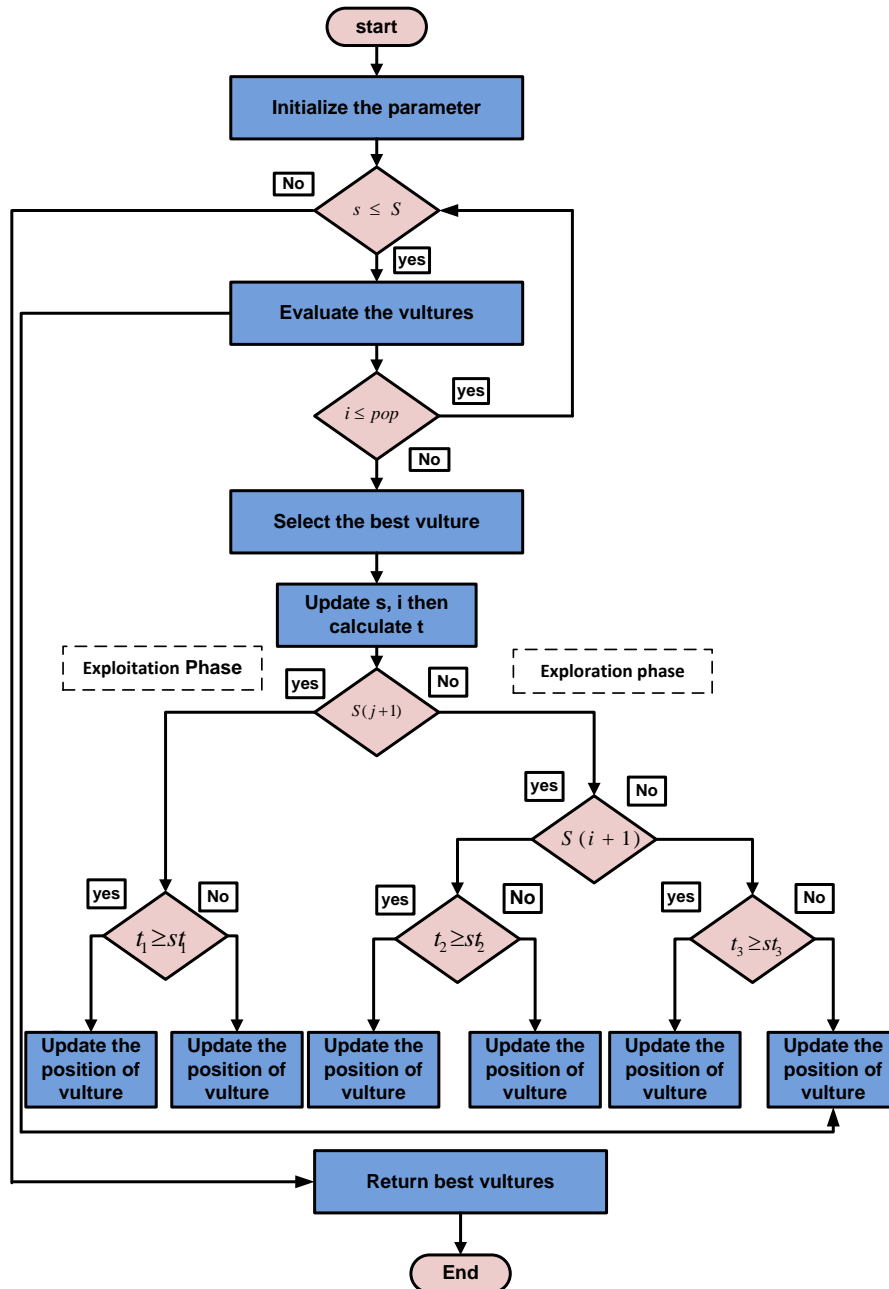 start
Initialize the parameter
No
s ≤ S
yes
Evaluate the vultures
yes
i ≤ pop
No
Select the best vulture
Update s, i then
calculate t
Exploitation Phase
yes
No
Exploration phase
S(j+1)
yes
No
S (i + 1)
yes
No
yes
No
yes
No
t₁≥st₁
t₂≥st₂
t₃≥st₃
Update the
position of
vulture
Update the
position of
vulture
Update the
position of
vulture
Update the
position of
vulture
Update the
position of
vulture
Update the
position of
vulture
Return best vultures
End